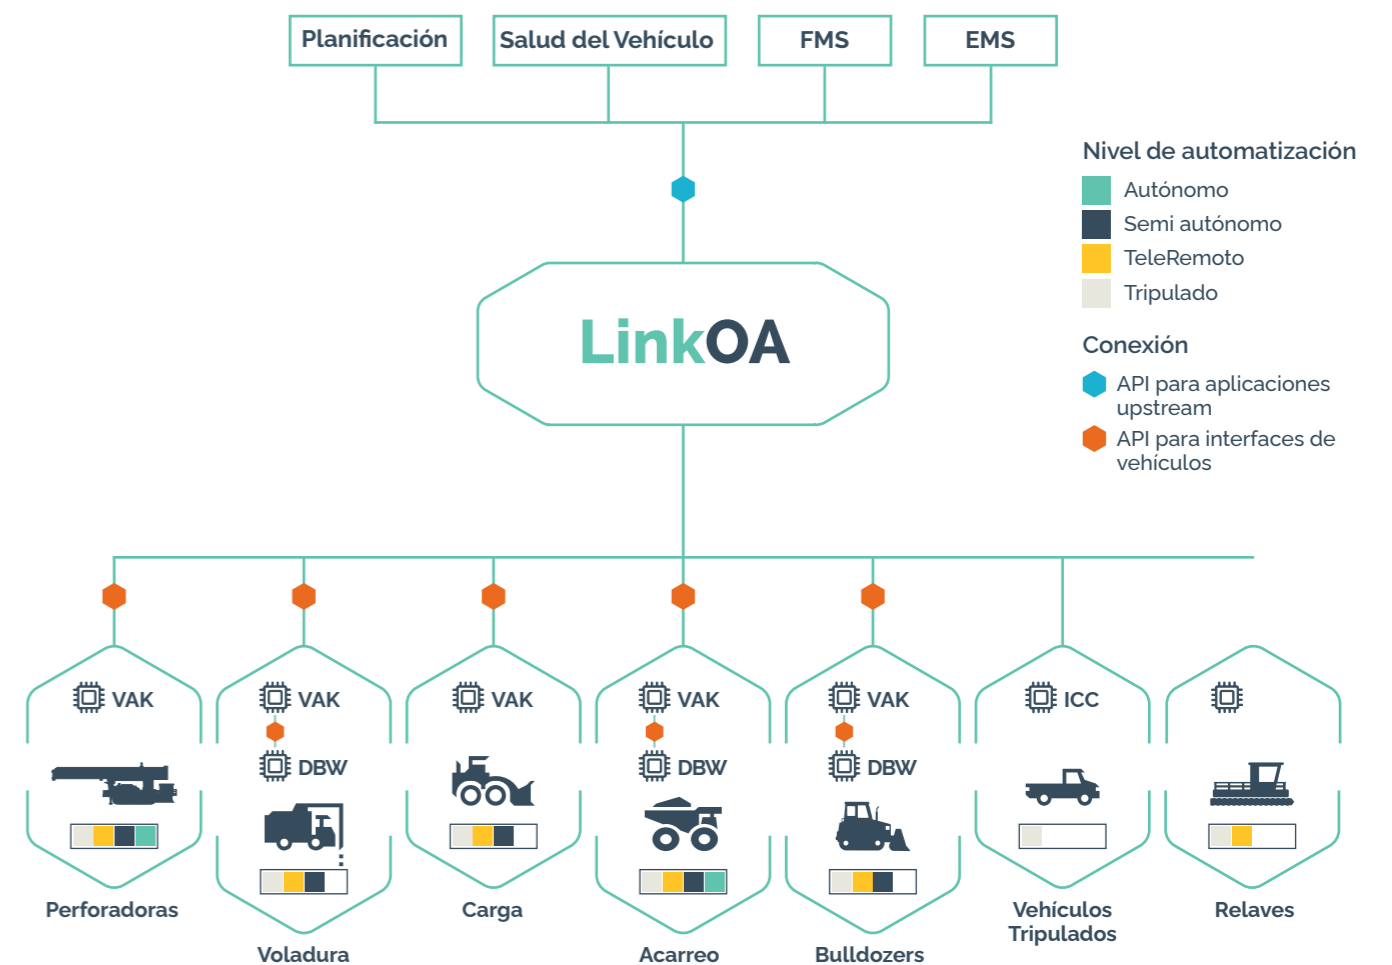 Planificación
Salud del Vehículo
FMS
EMS
Nivel de automatización
Autónomo
Semi autónomo
TeleRemoto
Tripulado
Conexión
API para aplicaciones
upstream
API para interfaces de
vehículos
LinkOA
VAK
VAK
VAK
VAK
VAK
ICC
DBW
DBW
DBW
Perforadoras
Voladura
Carga
Acarreo
Bulldozers
Vehículos
Tripulados
Relaves